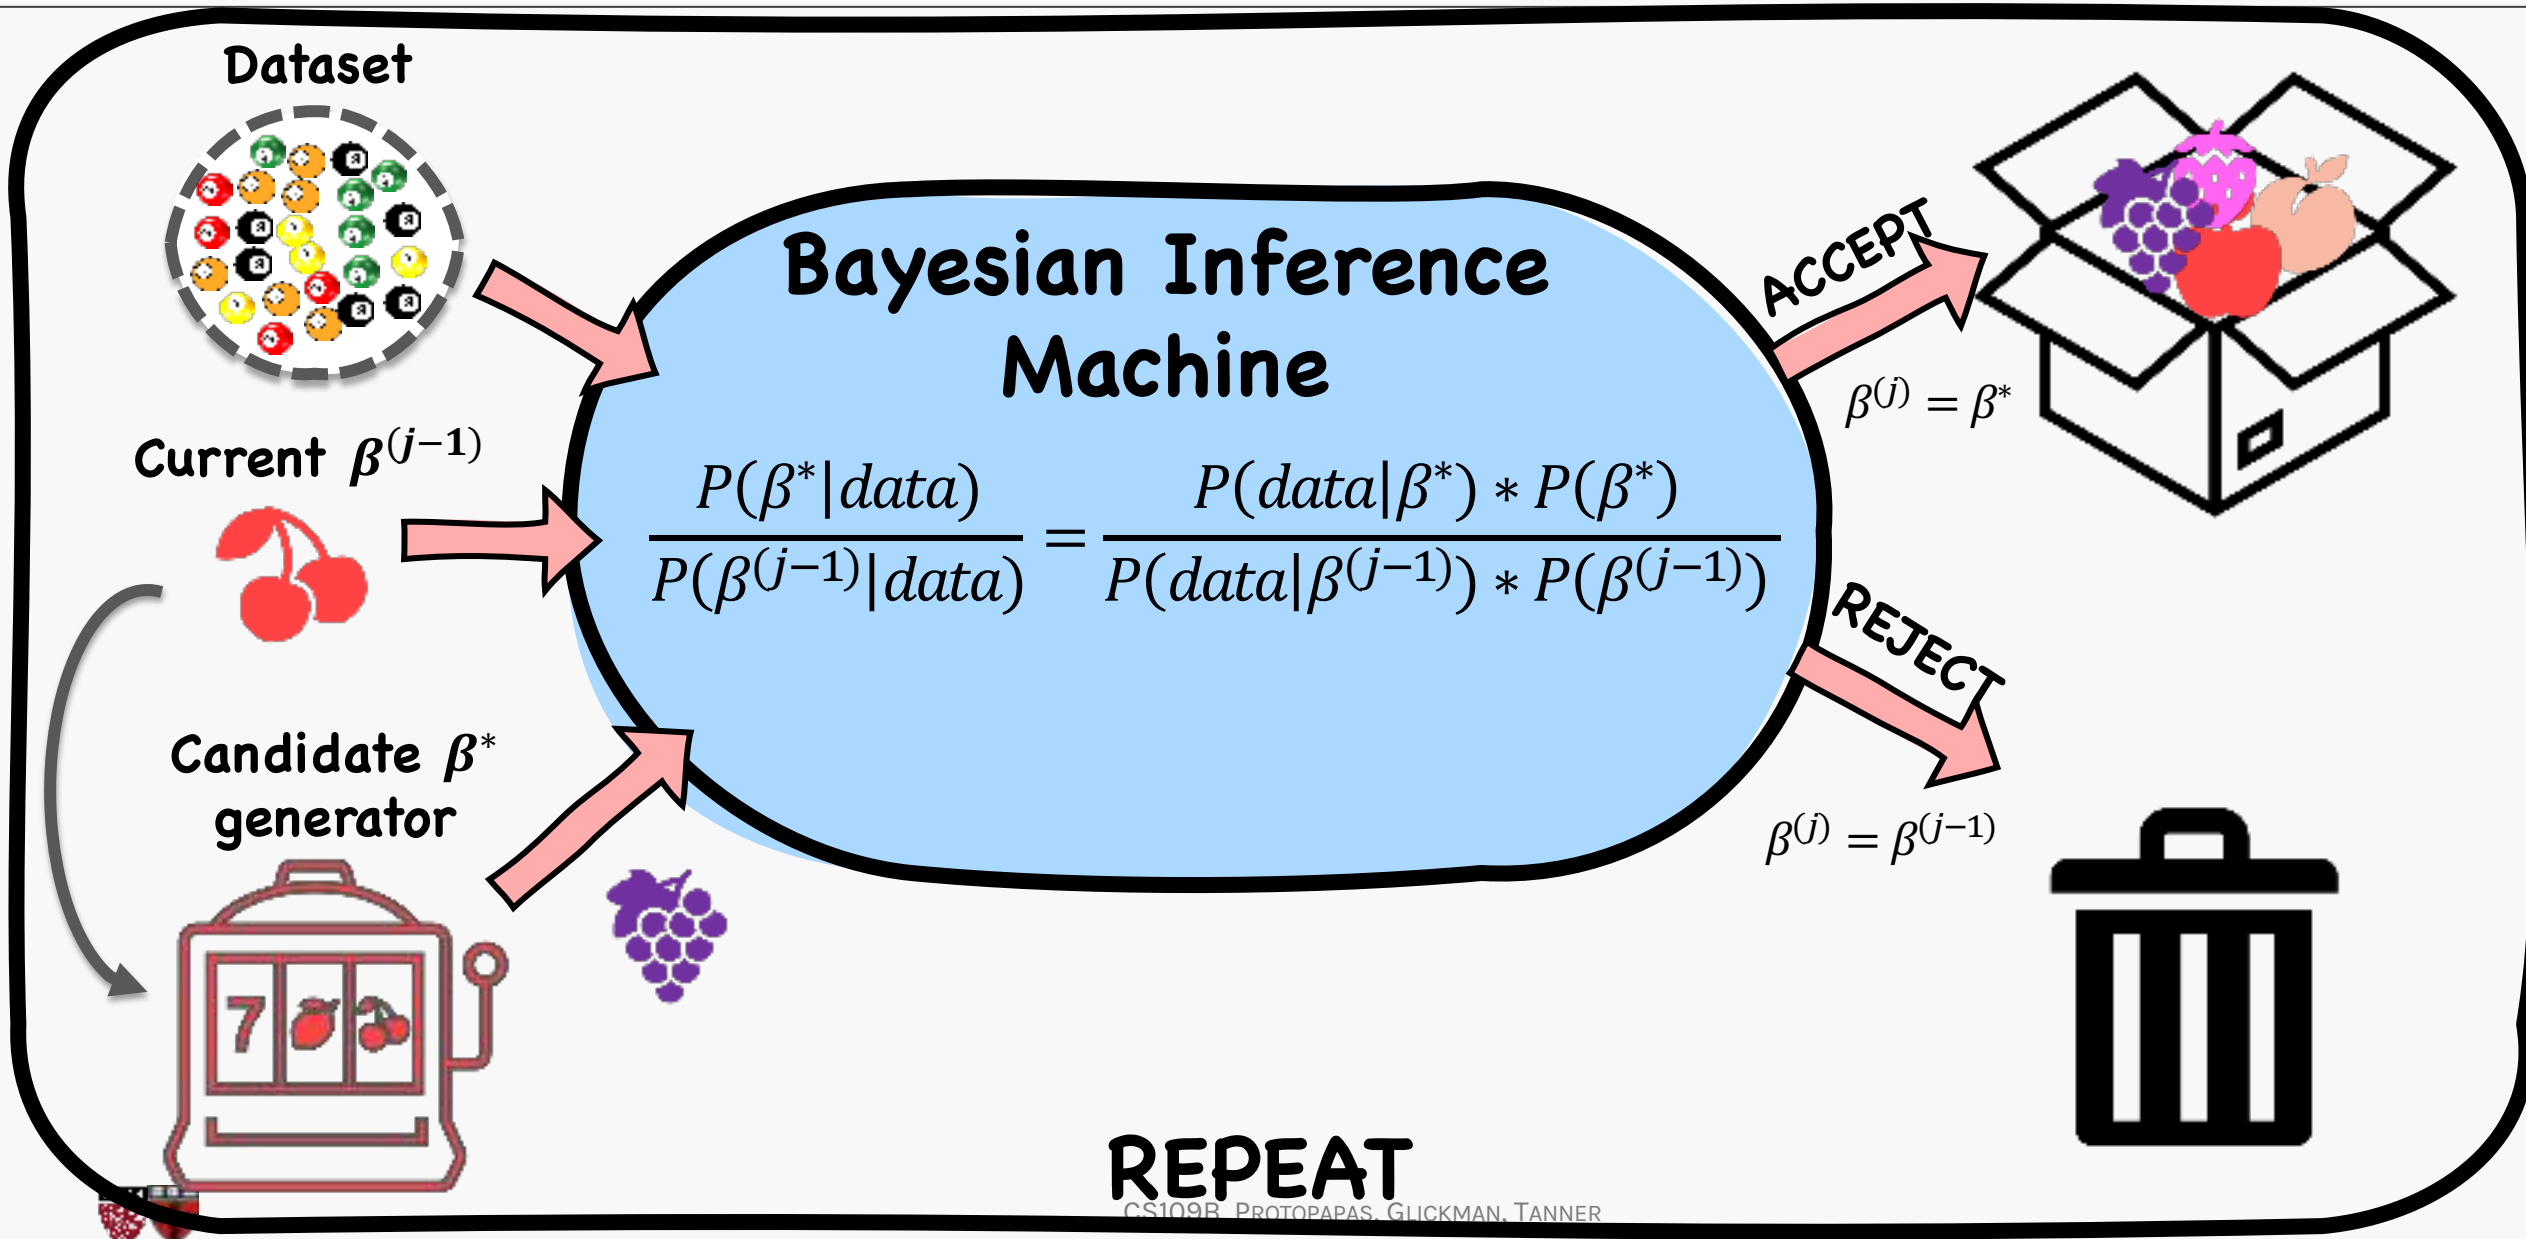 Dataset
Bayesian Inference
Machine
ACCEPT
β^(j) = β*
Current β^(j−1)
P(β*|data) / P(β^(j−1)|data) = P(data|β*) * P(β*) / P(data|β^(j−1)) * P(β^(j−1))
REJECT
Candidate β*
generator
β^(j) = β^(j−1)
7
REPEAT
CS109B, PROTOPAPAS, GLICKMAN, TANNER